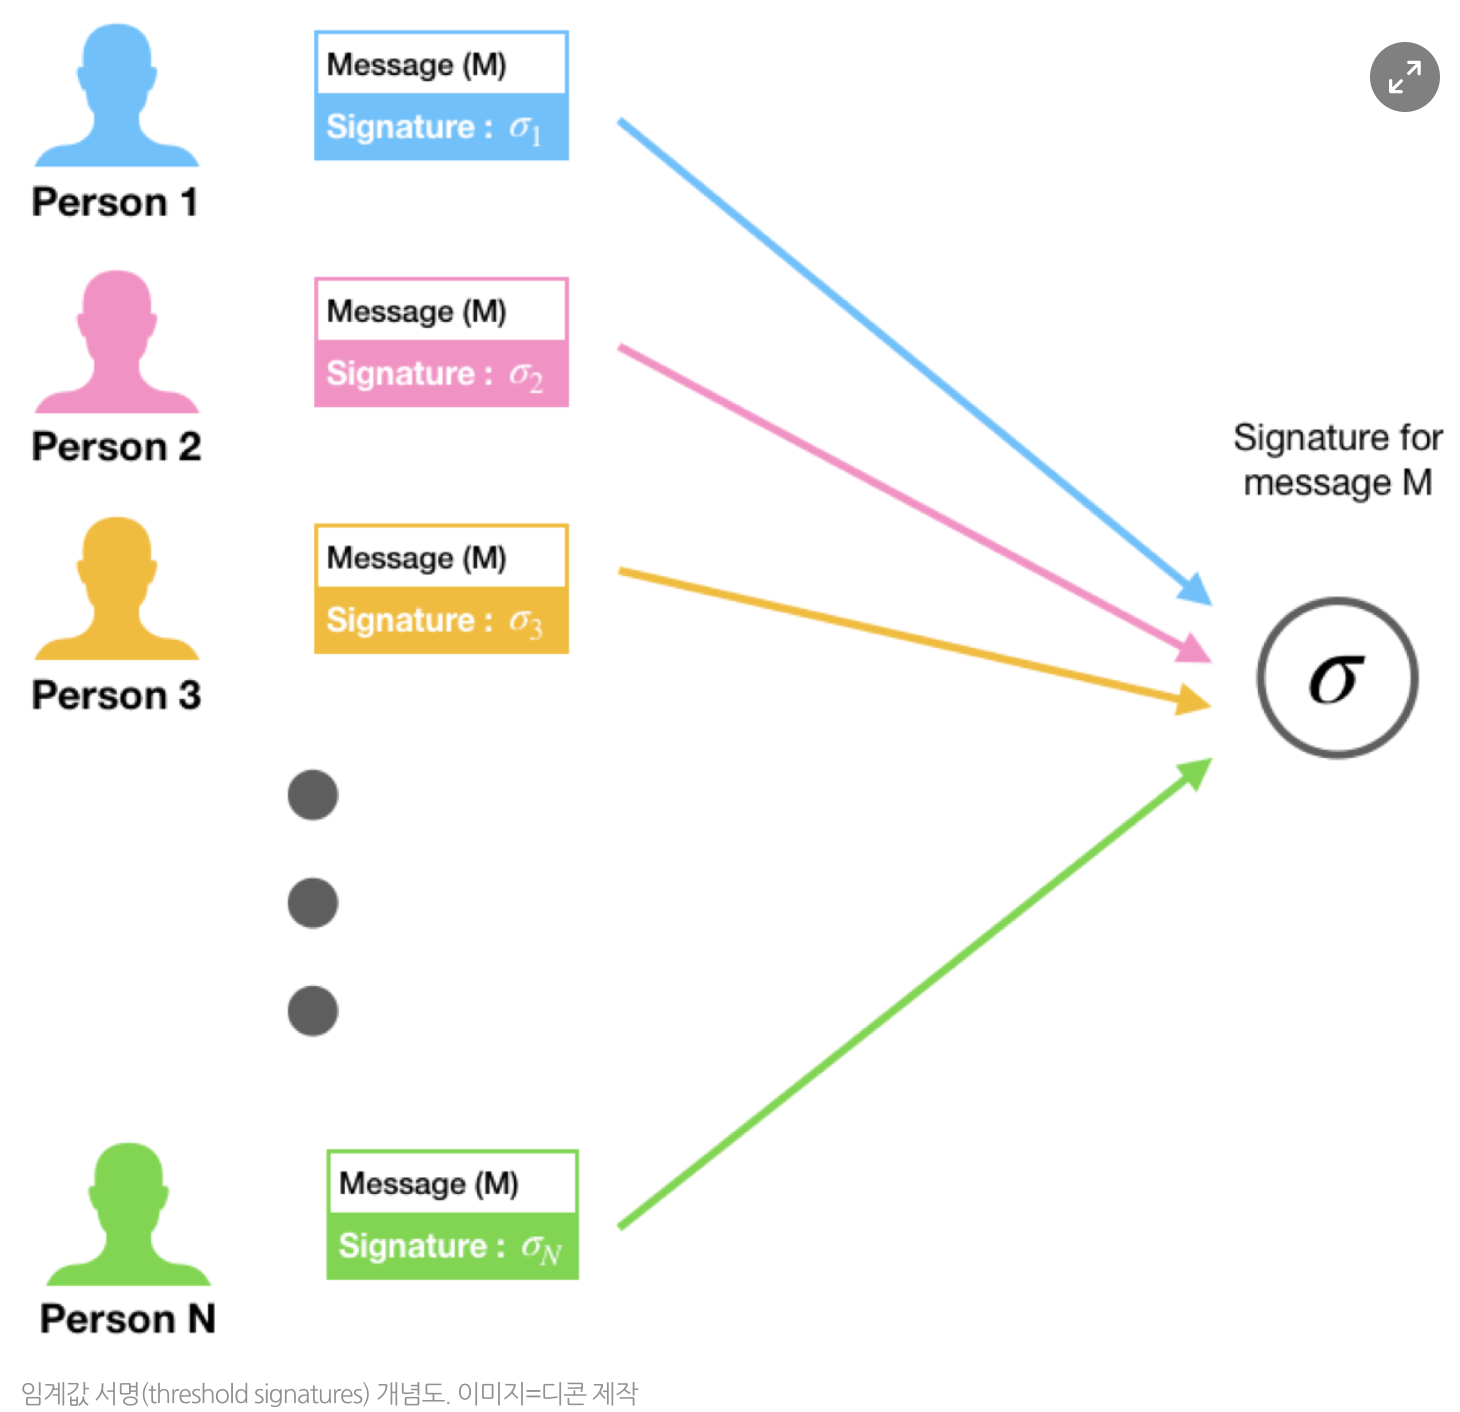 Message (M)
Signature : σ1
Person 1
Message (M)
Signature : σ2
Person 2
Signature for
message M
Message (M)
Signature : σ3
Person 3
σ
Message (M)
Signature : σN
Person N
임계값 서명(threshold signatures) 개념도. 이미지=디콘 제작